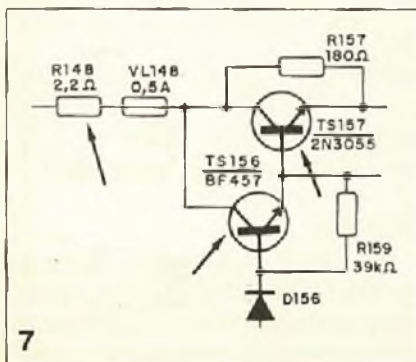 R157
180Ω
R148
2,2Ω
VL148
0,5A
TS157
2N3055
TS156
BF457
R159
39kΩ
D156
7